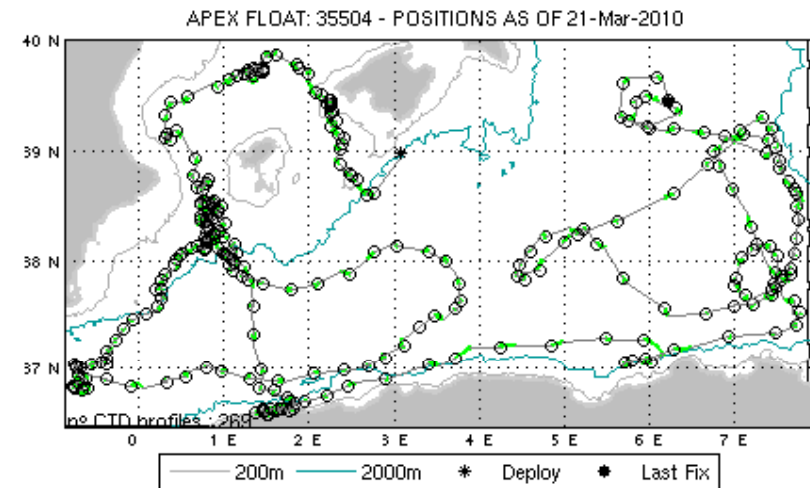 APEX FLOAT: 35504 - POSITIONS AS OF 21-Mar-2010
40 N
39 N
38 N
37 N
nº CTD profiles : 269
0 1 E 2 E 3 E 4 E 5 E 6 E 7 E
200m 2000m Deploy Last Fix